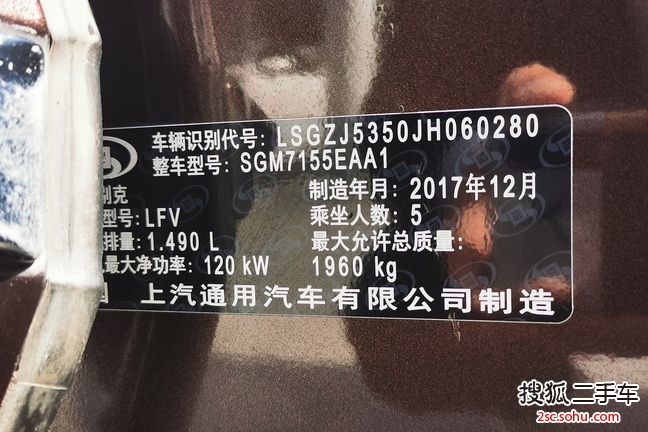 车辆识别代号: LSGZJ5350JH060280
整车型号: SGM7155EAA1
别克
制造年月: 2017年12月
型号: LFV
乘坐人数: 5
排量: 1.490 L
最大允许总质量:
最大净功率: 120 kW
1960 kg
国 上汽通用汽车有限公司制造
搜狐二手车
2sc.sohu.com